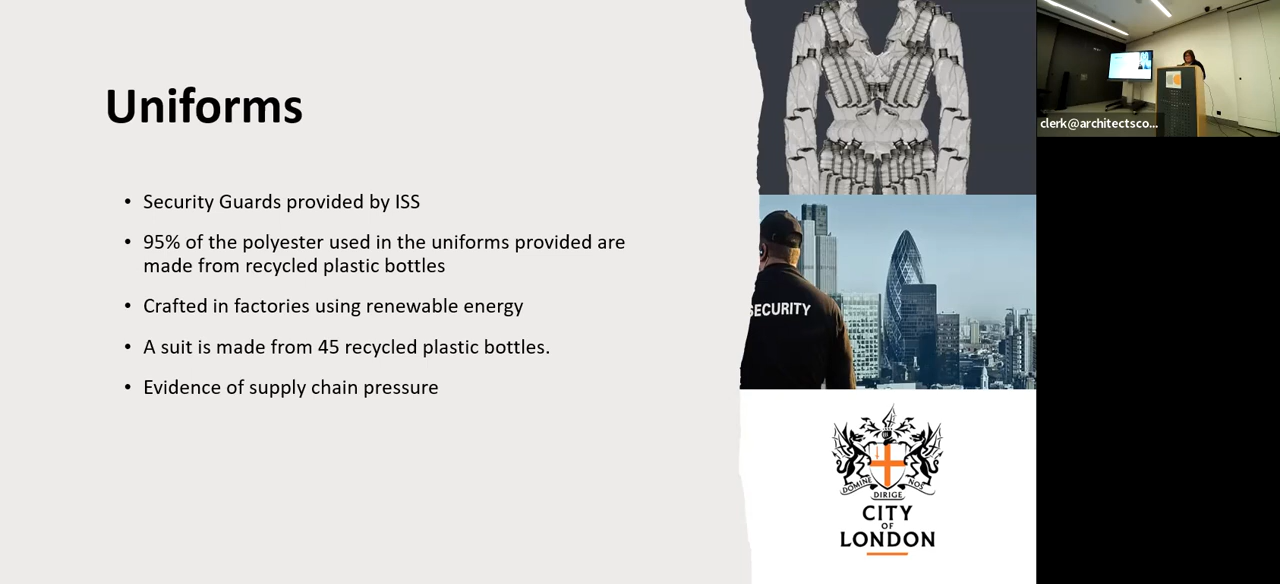 Uniforms
• Security Guards provided by ISS
• 95% of the polyester used in the uniforms provided are
made from recycled plastic bottles
• Crafted in factories using renewable energy
• A suit is made from 45 recycled plastic bottles.
• Evidence of supply chain pressure
SECURITY
DOMINE DIRIGE NOS
CITY
OF
LONDON
clerk@architectsco...